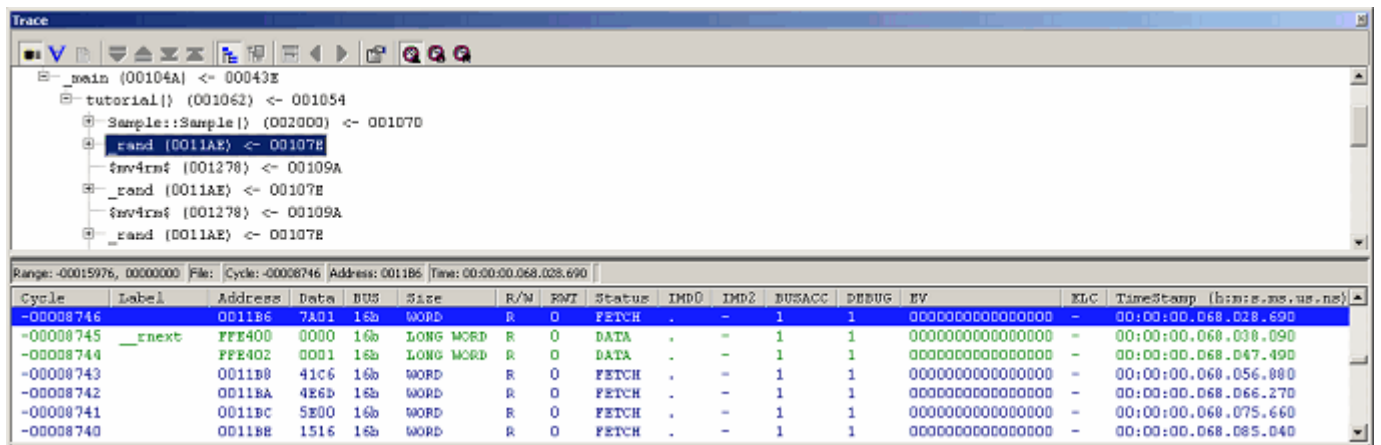 Trace
_main (00104A) <- 00043E
tutorial() (001062) <- 001054
Sample::Sample() (002000) <- 001070
_rand (0011AE) <- 00107E
$mv4rm$ (001278) <- 00109A
_rand (0011AE) <- 00107E
$mv4rm$ (001278) <- 00109A
_rand (0011AE) <- 00107E
Range: -00015976, 00000000 File: Cycle: -00008746 Address: 0011B6 Time: 00:00:00.068.028.690
Cycle Label Address Data BUS Size R/W RWT Status IMD0 IMD2 BUSACC DEBUG EV KLC TimeStamp (h:m:s.ms.us.ns)
-00008746 0011B6 7A01 16b WORD R 0 FETCH . - 1 1 0000000000000000 - 00:00:00.068.028.690
-00008745 __rnext FFE400 0000 16b LONG WORD R 0 DATA . - 1 1 0000000000000000 - 00:00:00.068.038.090
-00008744 FFE402 0001 16b LONG WORD R 0 DATA . - 1 1 0000000000000000 - 00:00:00.068.047.490
-00008743 0011B8 41C6 16b WORD R 0 FETCH . - 1 1 0000000000000000 - 00:00:00.068.056.880
-00008742 0011BA 4E6D 16b WORD R 0 FETCH . - 1 1 0000000000000000 - 00:00:00.068.066.270
-00008741 0011BC 5E00 16b WORD R 0 FETCH . - 1 1 0000000000000000 - 00:00:00.068.075.660
-00008740 0011BE 1516 16b WORD R 0 FETCH . - 1 1 0000000000000000 - 00:00:00.068.085.040